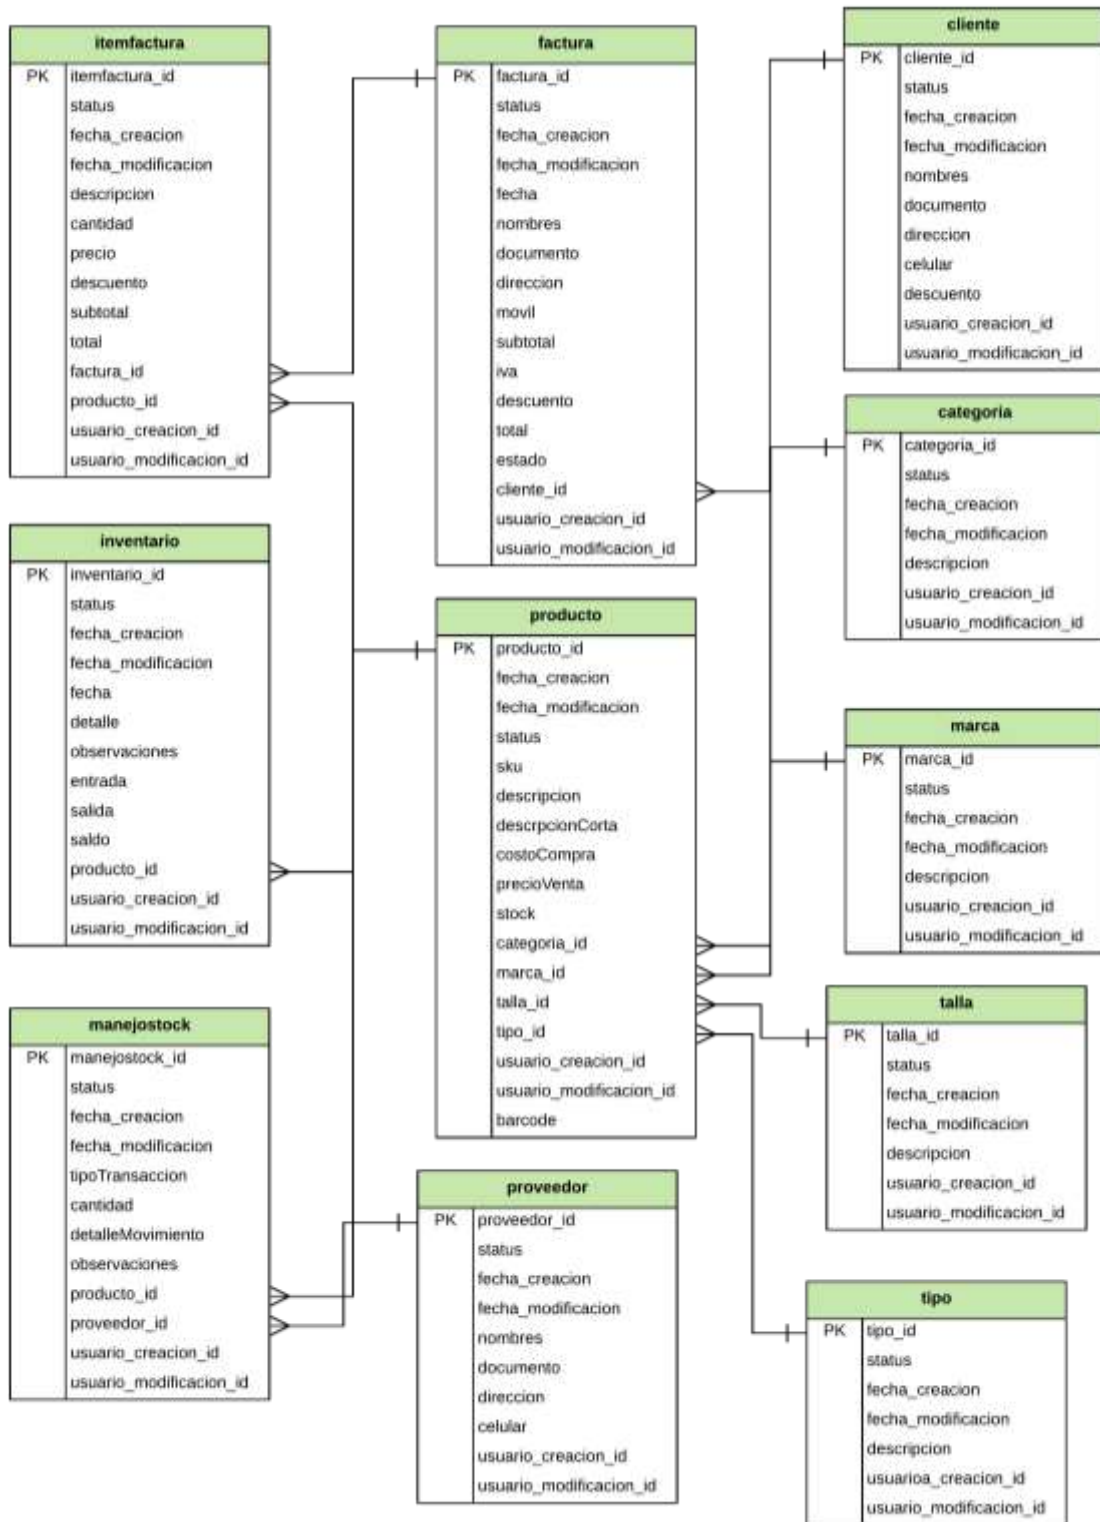 itemfactura
PK itemfactura_id
status
fecha_creacion
fecha_modificacion
descripcion
cantidad
precio
descuento
subtotal
total
factura_id
producto_id
usuario_creacion_id
usuario_modificacion_id
factura
PK factura_id
status
fecha_creacion
fecha_modificacion
fecha
nombres
documento
direccion
movil
subtotal
iva
descuento
total
estado
cliente_id
usuario_creacion_id
usuario_modificacion_id
cliente
PK cliente_id
status
fecha_creacion
fecha_modificacion
nombres
documento
direccion
celular
descuento
usuario_creacion_id
usuario_modificacion_id
categoria
PK categoria_id
status
fecha_creacion
fecha_modificacion
descripcion
usuario_creacion_id
usuario_modificacion_id
inventario
PK inventario_id
status
fecha_creacion
fecha_modificacion
fecha
detalle
observaciones
entrada
salida
saldo
producto_id
usuario_creacion_id
usuario_modificacion_id
producto
PK producto_id
fecha_creacion
fecha_modificacion
status
sku
descripcion
descrpcionCorta
costoCompra
precioVenta
stock
categoria_id
marca_id
talla_id
tipo_id
usuario_creacion_id
usuario_modificacion_id
barcode
marca
PK marca_id
status
fecha_creacion
fecha_modificacion
descripcion
usuario_creacion_id
usuario_modificacion_id
talla
PK talla_id
status
fecha_creacion
fecha_modificacion
descripcion
usuario_creacion_id
usuario_modificacion_id
manejostock
PK manejostock_id
status
fecha_creacion
fecha_modificacion
tipoTransaccion
cantidad
detalleMovimiento
observaciones
producto_id
proveedor_id
usuario_creacion_id
usuario_modificacion_id
proveedor
PK proveedor_id
status
fecha_creacion
fecha_modificacion
nombres
documento
direccion
celular
usuario_creacion_id
usuario_modificacion_id
tipo
PK tipo_id
status
fecha_creacion
fecha_modificacion
descripcion
usuarioa_creacion_id
usuario_modificacion_id